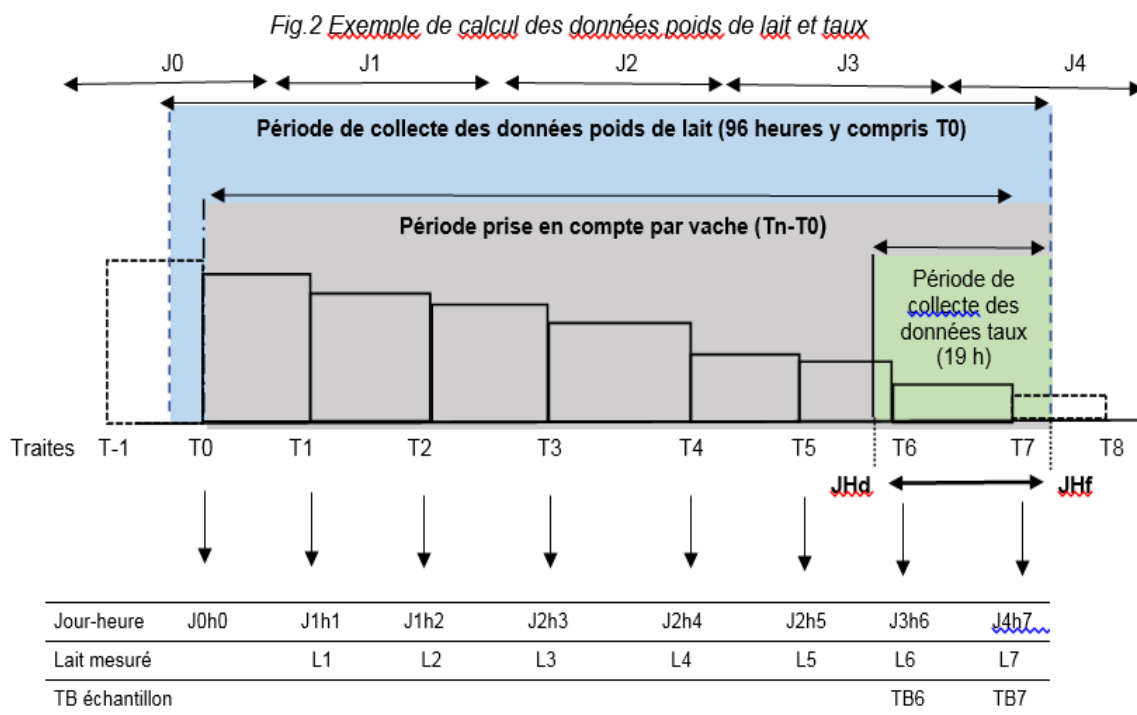 Fig.2 Exemple de calcul des données poids de lait et taux
J0 J1 J2 J3 J4
Période de collecte des données poids de lait (96 heures y compris T0)
Période prise en compte par vache (Tn-T0)
Période de
collecte des
données taux
(19 h)
Traites T-1 T0 T1 T2 T3 T4 T5 T6 T7 T8
JHd JHf
Jour-heure J0h0 J1h1 J1h2 J2h3 J2h4 J2h5 J3h6 J4h7
Lait mesuré L1 L2 L3 L4 L5 L6 L7
TB échantillon TB6 TB7